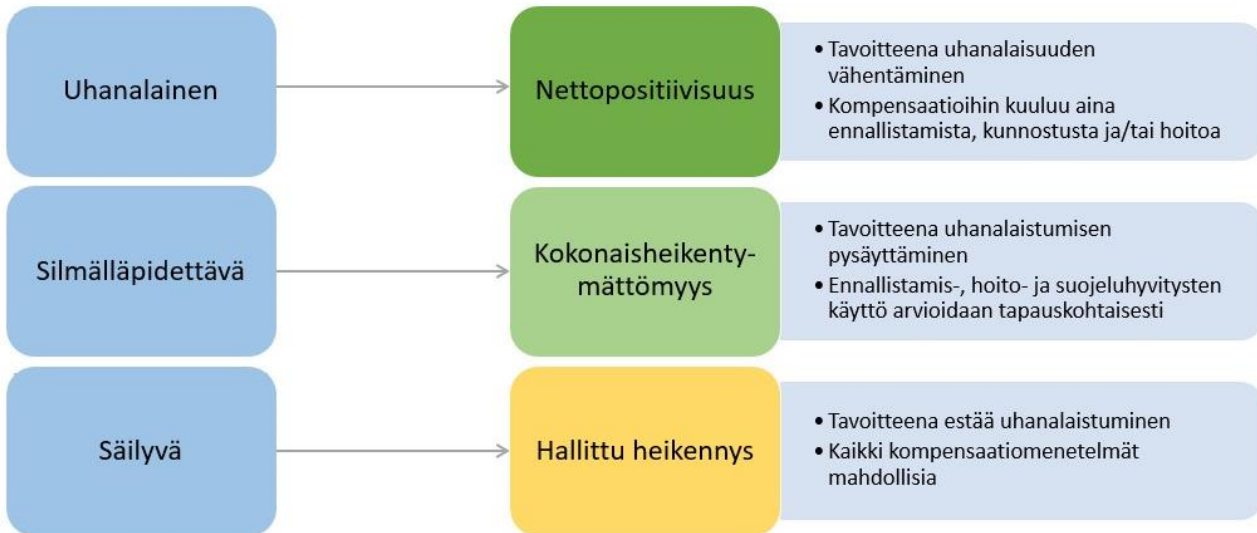 Uhanalainen
Nettopositiivisuus
• Tavoitteena uhanalaisuuden
vähentäminen
• Kompensaatioihin kuuluu aina
ennallistamista, kunnostusta ja/tai hoitoa
Silmälläpidettävä
Kokonaisheikenty-
mättömyys
• Tavoitteena uhanalaistumisen
pysäyttäminen
• Ennallistamis-, hoito- ja suojeluhyvitysten
käyttö arvioidaan tapauskohtaisesti
Säilyvä
Hallittu heikennys
• Tavoitteena estää uhanalaistuminen
• Kaikki kompensaatiomenetelmät
mahdollisia